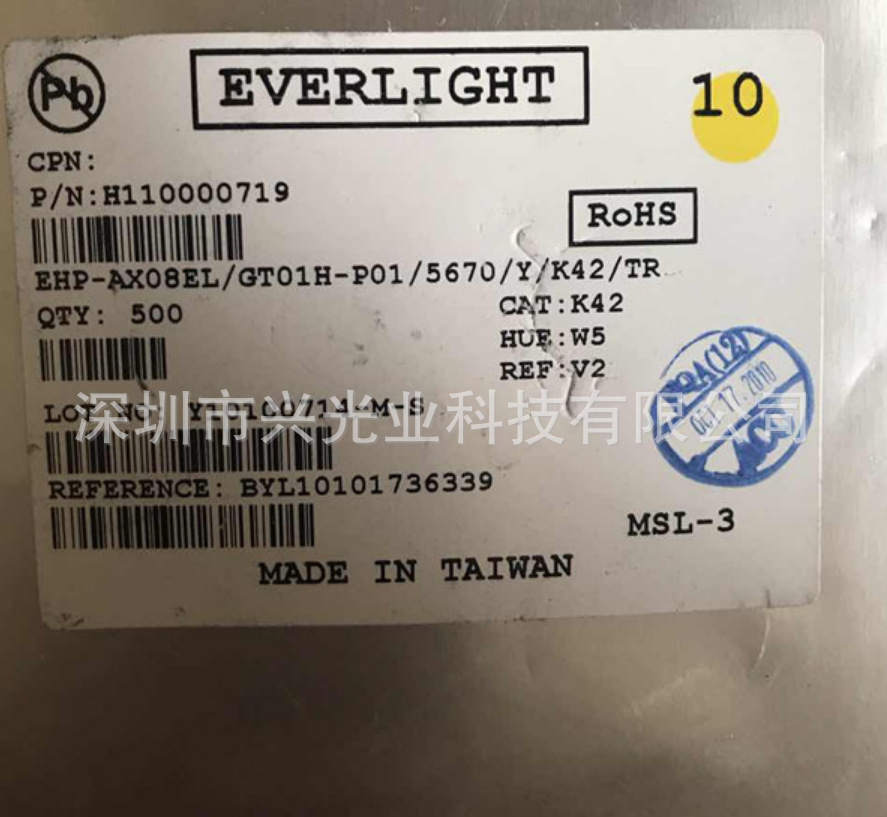 Pb
EVERLIGHT
10
CPN:
P/N:H110000719
RoHS
EHP-AX08EL/GT01H-P01/5670/Y/K42/TR
QTY: 500
CAT:K42
HUE:W5
REF:V2
LOT NO:
深圳市兴光业科技有限公司
OCT 17.2010
REFERENCE: BYL10101736339
MSL-3
MADE IN TAIWAN